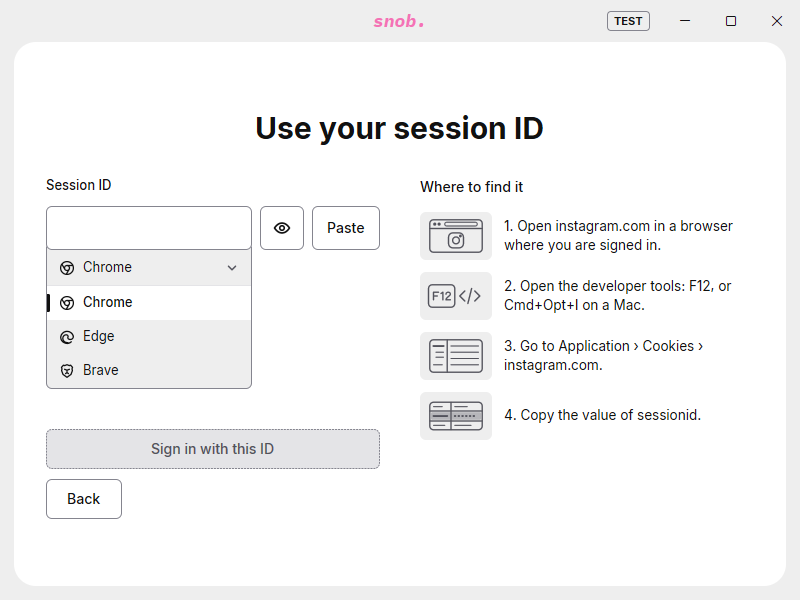 snob.
TEST
Use your session ID
Session ID
Paste
Chrome
Chrome
Edge
Brave
Sign in with this ID
Back
Where to find it
1. Open instagram.com in a browser
where you are signed in.
F12 </>
2. Open the developer tools: F12, or
Cmd+Opt+I on a Mac.
3. Go to Application › Cookies ›
instagram.com.
4. Copy the value of sessionid.